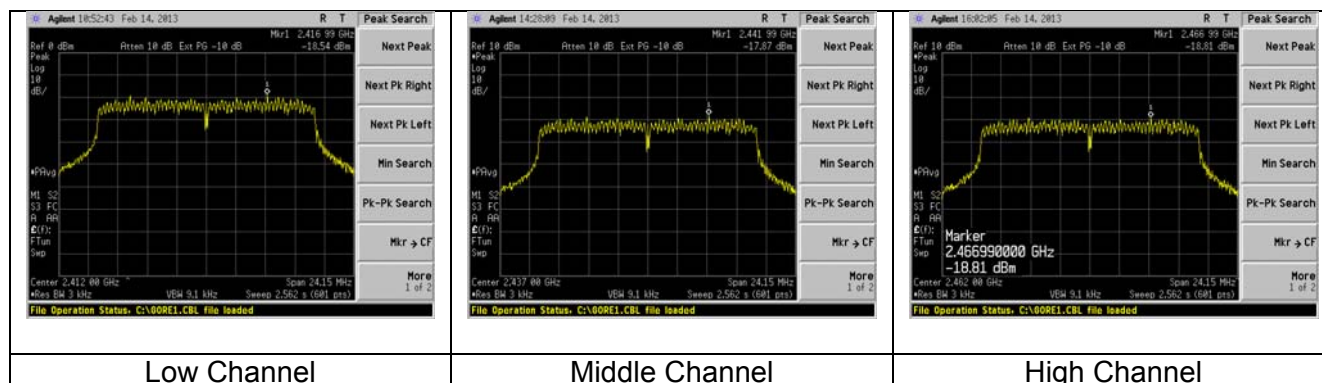 Agilent 10:52:43 Feb 14, 2013 R T Peak Search
Mkr1 2.416 99 GHz
Ref 0 dBm Atten 10 dB Ext PG -10 dB -18.54 dBm
Peak
Log
10
dB/
1
Next Peak
Next Pk Right
Next Pk Left
Min Search
Pk-Pk Search
Mkr → CF
More
1 of 2
PAvg
M1 S2
S3 FC
A AA
£(f):
FTun
Swp
Center 2.412 00 GHz Span 24.15 MHz
Res BW 3 kHz VBW 9.1 kHz Sweep 2.562 s (601 pts)
File Operation Status, C:\GORE1.CBL file loaded
Low Channel
Agilent 14:28:09 Feb 14, 2013 R T Peak Search
Mkr1 2.441 99 GHz
Ref 10 dBm Atten 10 dB Ext PG -10 dB -17.87 dBm
Peak
Log
10
dB/
1
Next Peak
Next Pk Right
Next Pk Left
Min Search
Pk-Pk Search
Mkr → CF
More
1 of 2
PAvg
M1 S2
S3 FC
A AA
£(f):
FTun
Swp
Center 2.437 00 GHz Span 24.15 MHz
Res BW 3 kHz VBW 9.1 kHz Sweep 2.562 s (601 pts)
File Operation Status, C:\GORE1.CBL file loaded
Middle Channel
Agilent 16:02:05 Feb 14, 2013 R T Peak Search
Mkr1 2.466 99 GHz
Ref 10 dBm Atten 10 dB Ext PG -10 dB -18.81 dBm
Peak
Log
10
dB/
1
Next Peak
Next Pk Right
Next Pk Left
Min Search
Pk-Pk Search
Mkr → CF
More
1 of 2
PAvg
M1 S2
S3 FC
A AA
£(f):
FTun
Swp
Marker
2.466990000 GHz
-18.81 dBm
Center 2.462 00 GHz Span 24.15 MHz
Res BW 3 kHz VBW 9.1 kHz Sweep 2.562 s (601 pts)
File Operation Status, C:\GORE1.CBL file loaded
High Channel